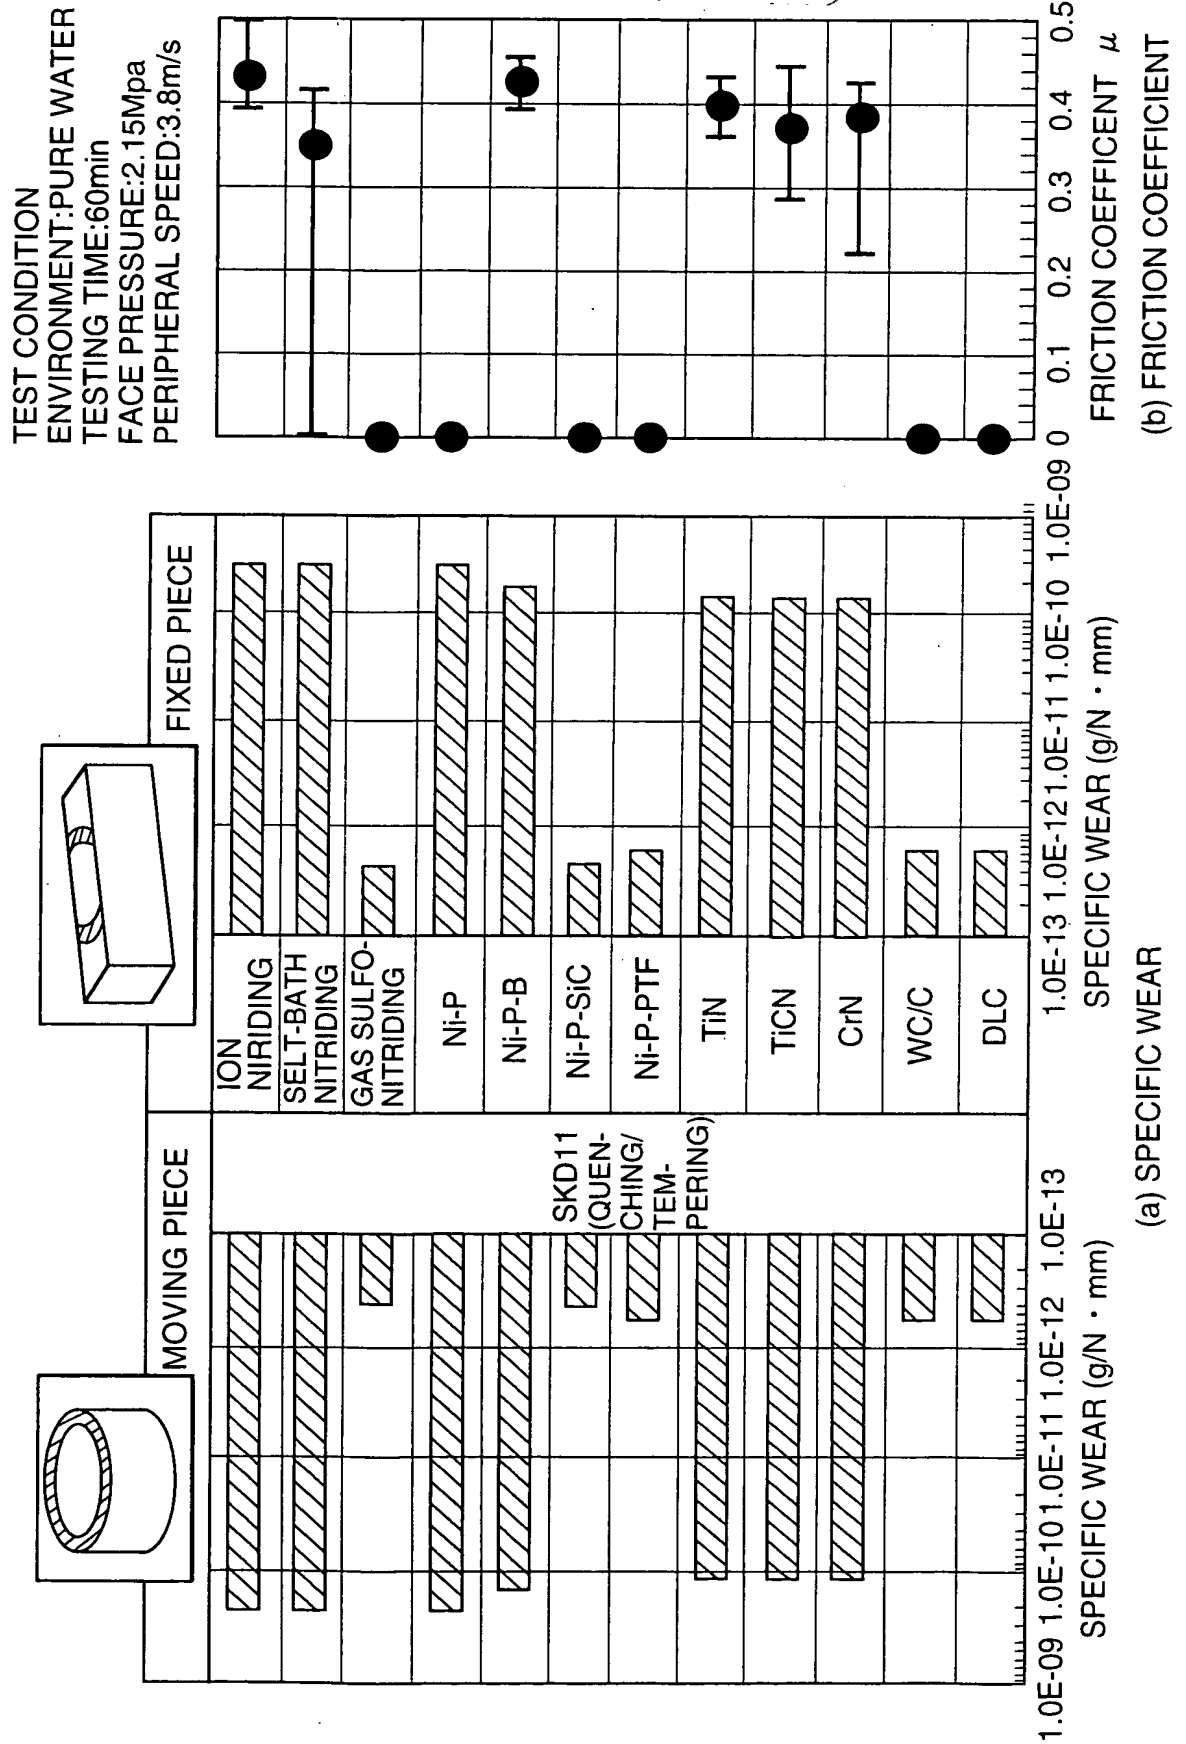 TEST CONDITION
ENVIRONMENT:PURE WATER
TESTING TIME:60min
FACE PRESSURE:2.15Mpa
PERIPHERAL SPEED:3.8m/s
MOVING PIECE
FIXED PIECE
ION
NIRIDING
SELT-BATH
NITRIDING
GAS SULFO-
NITRIDING
Ni-P
Ni-P-B
Ni-P-SiC
Ni-P-PTF
TiN
TiCN
CrN
WC/C
DLC
SKD11
(QUEN-
CHING/
TEM-
PERING)
1.0E-09 1.0E-10 1.0E-11 1.0E-12 1.0E-13
SPECIFIC WEAR (g/N・mm)
1.0E-13 1.0E-12 1.0E-11 1.0E-10 1.0E-09
SPECIFIC WEAR (g/N・mm)
(a) SPECIFIC WEAR
0 0.1 0.2 0.3 0.4 0.5
FRICTION COEFFICENT μ
(b) FRICTION COEFFICIENT